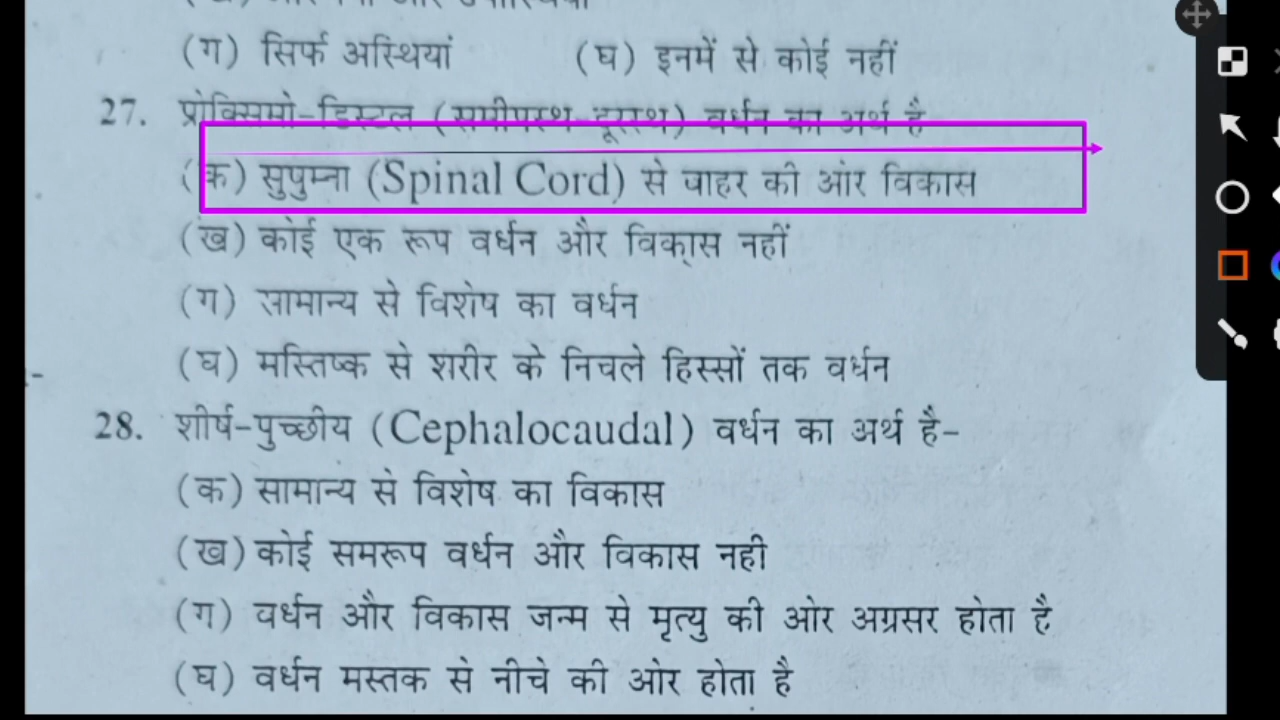 (ग) सिर्फ अस्थियां (घ) इनमें से कोई नहीं
27. प्रोक्सिमो-डिस्टल (समीपस्थ-दूरस्थ) वर्धन का अर्थ है-
(क) सुपुम्ना (Spinal Cord) से बाहर की ओर विकास
(ख) कोई एक रूप वर्धन और विकास नहीं
(ग) सामान्य से विशेष का वर्धन
(घ) मस्तिष्क से शरीर के निचले हिस्सों तक वर्धन
28. शीर्ष-पुच्छीय (Cephalocaudal) वर्धन का अर्थ है-
(क) सामान्य से विशेष का विकास
(ख) कोई समरूप वर्धन और विकास नही
(ग) वर्धन और विकास जन्म से मृत्यु की ओर अग्रसर होता है
(घ) वर्धन मस्तक से नीचे की ओर होता है